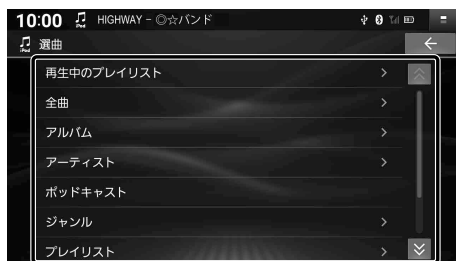 10:00 HIGHWAY − ◎☆バンド
iPod 選曲
再生中のプレイリスト
全曲
アルバム
アーティスト
ポッドキャスト
ジャンル
プレイリスト